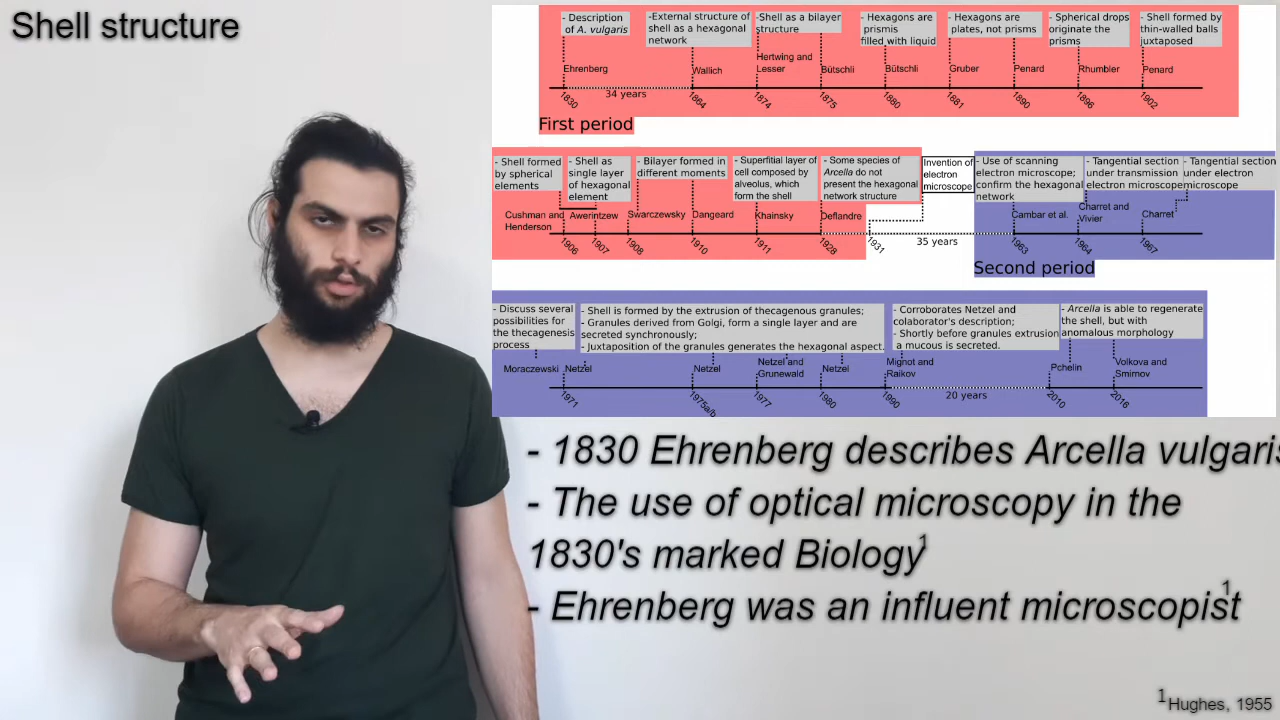 Shell structure
- Description
of A. vulgaris
-External structure of
shell as a hexagonal
network
-Shell as a bilayer
structure
- Hexagons are
prismis
filled with liquid
- Hexagons are
plates, not prisms
- Spherical drops
originate the
prisms
- Shell formed by
thin-walled balls
juxtaposed
Ehrenberg
Wallich
Hertwing and
Lesser
Bütschli
Bütschli
Gruber
Penard
Rhumbler
Penard
34 years
1830
1864
1874
1875
1880
1881
1890
1896
1902
First period
- Shell formed
by spherical
elements
- Shell as
single layer
of hexagonal
element
- Bilayer formed in
different moments
- Superfitial layer of
cell composed by
alveolus, which
form the shell
- Some species of
Arcella do not
present the hexagonal
network structure
Invention of
electron
microscope
- Use of scanning
electron microscope;
confirm the hexagonal
network
- Tangential section
under transmission
electron microscope
- Tangential section
under electron
microscope
Cushman and
Henderson
Awerintzew
Swarczewsky
Dangeard
Khainsky
Deflandre
Cambar et al.
Charret and
Vivier
Charret
35 years
1906
1907
1908
1910
1911
1928
1931
1963
1964
1967
Second period
- Discuss several
possibilities for
the thecagenesis
process
- Shell is formed by the extrusion of thecagenous granules;
- Granules derived from Golgi, form a single layer and are
secreted synchronously;
- Juxtaposition of the granules generates the hexagonal aspect.
- Corroborates Netzel and
colaborator's description;
- Shortly before granules extrusion
a mucous is secreted.
- Arcella is able to regenerate
the shell, but with
anomalous morphology
Moraczewski
Netzel
Netzel
Netzel and
Grunewald
Netzel
Mignot and
Raikov
Pchelin
Volkova and
Smirnov
20 years
1971
1975a/b
1977
1980
1990
2010
2016
- 1830 Ehrenberg describes Arcella vulgaris
- The use of optical microscopy in the
1830's marked Biology1
- Ehrenberg was an influent microscopist1
1Hughes, 1955